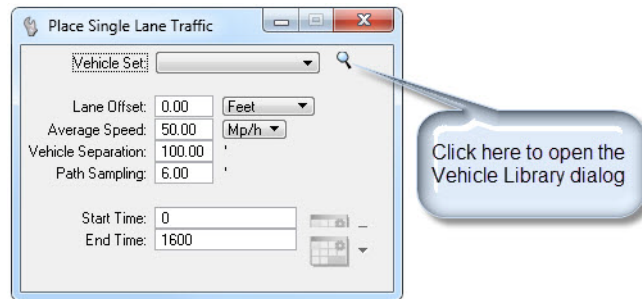 Place Single Lane Traffic
Vehicle Set:
Lane Offset: 0.00 Feet
Average Speed: 50.00 Mp/h
Vehicle Separation: 100.00 '
Path Sampling: 6.00 '
Start Time: 0
End Time: 1600
Click here to open the
Vehicle Library dialog